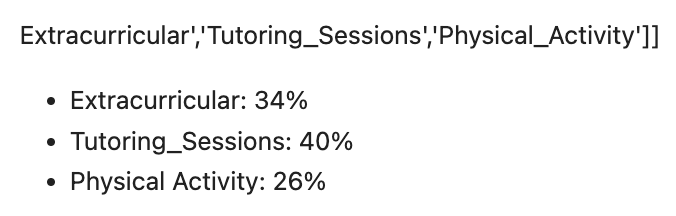 Extracurricular','Tutoring_Sessions','Physical_Activity']]
• Extracurricular: 34%
• Tutoring_Sessions: 40%
• Physical Activity: 26%